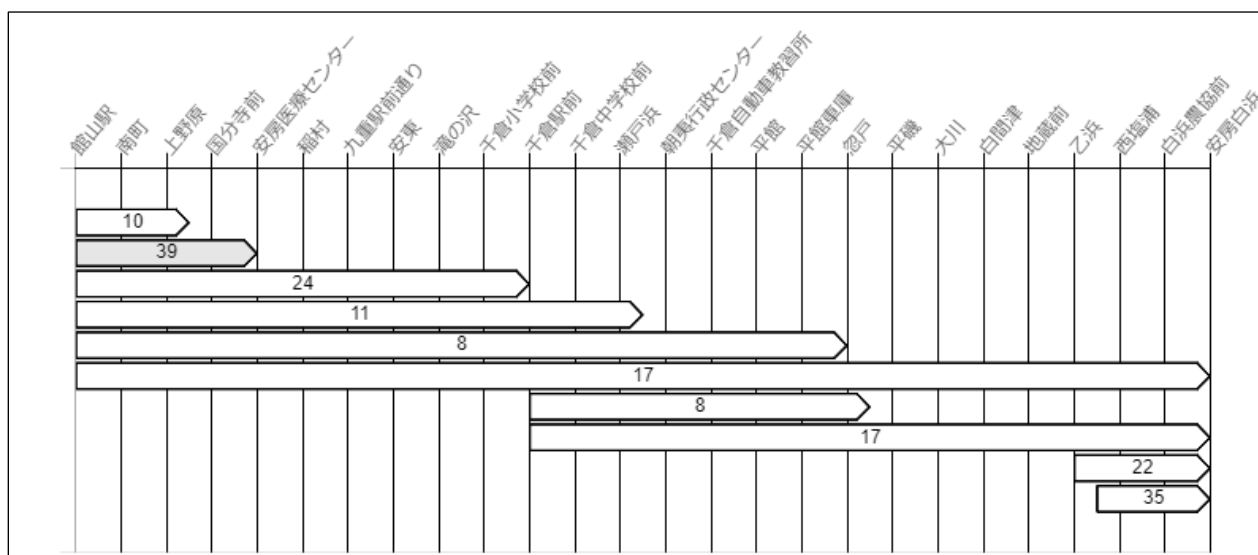 館山駅
南町
上野原
国分寺前
安房医療センター
稲村
九重駅前通り
安東
滝の沢
千倉小学校前
千倉駅前
千倉中学校前
瀬戸浜
朝夷行政センター
千倉自動車教習所
平舘
平舘車庫
忽戸
平磯
大川
白間津
地蔵前
乙浜
西塩浦
白浜農協前
安房白浜
10
39
24
11
8
17
8
17
22
35